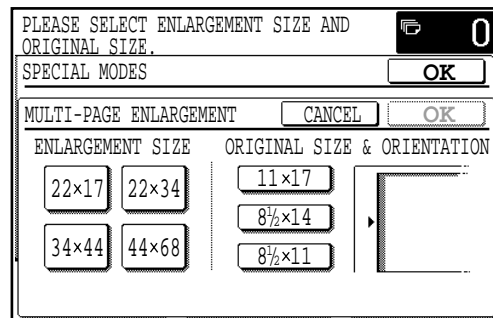 PLEASE SELECT ENLARGEMENT SIZE AND
ORIGINAL SIZE.
0
SPECIAL MODES
OK
MULTI-PAGE ENLARGEMENT
CANCEL
OK
ENLARGEMENT SIZE
ORIGINAL SIZE & ORIENTATION
22×17
22×34
11×17
8½×14
34×44
44×68
8½×11